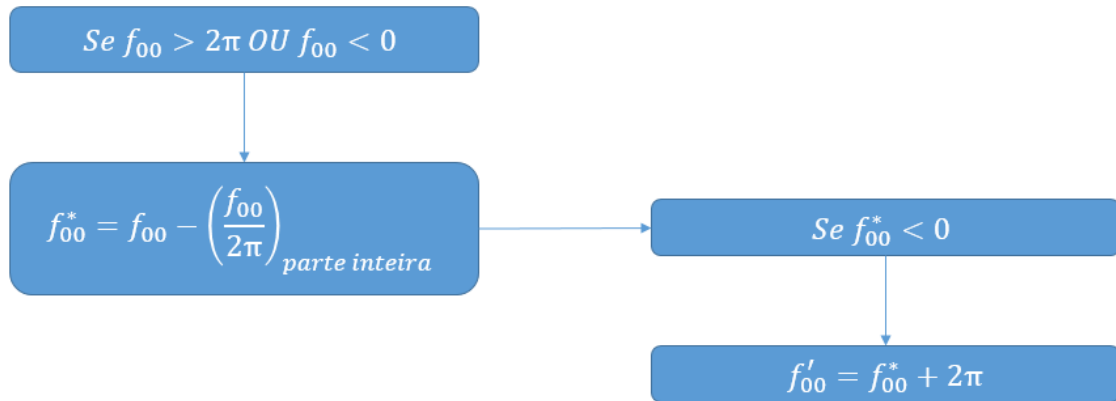 Se f₀₀ > 2π OU f₀₀ < 0
f*₀₀ = f₀₀ − (f₀₀/2π) parte inteira
Se f*₀₀ < 0
f′₀₀ = f*₀₀ + 2π